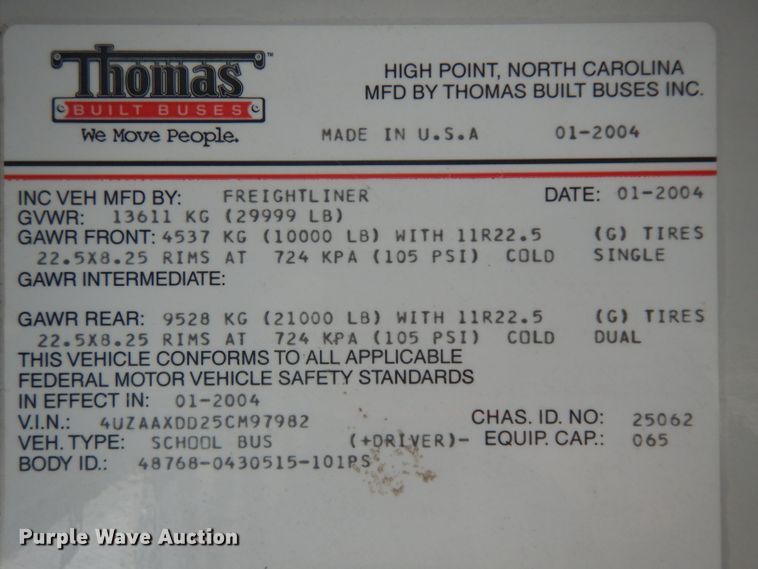 Thomas™
BUILT BUSES
We Move People.
HIGH POINT, NORTH CAROLINA
MFD BY THOMAS BUILT BUSES INC.
MADE IN U.S.A 01-2004
INC VEH MFD BY: FREIGHTLINER DATE: 01-2004
GVWR: 13611 KG (29999 LB)
GAWR FRONT: 4537 KG (10000 LB) WITH 11R22.5 (G) TIRES
22.5X8.25 RIMS AT 724 KPA (105 PSI) COLD SINGLE
GAWR INTERMEDIATE:
GAWR REAR: 9528 KG (21000 LB) WITH 11R22.5 (G) TIRES
22.5X8.25 RIMS AT 724 KPA (105 PSI) COLD DUAL
THIS VEHICLE CONFORMS TO ALL APPLICABLE
FEDERAL MOTOR VEHICLE SAFETY STANDARDS
IN EFFECT IN: 01-2004
V.I.N.: 4UZAAXDD25CM97982 CHAS. ID. NO: 25062
VEH. TYPE: SCHOOL BUS (+DRIVER)- EQUIP. CAP.: 065
BODY ID.: 48768-0430515-101PS
Purple Wave Auction